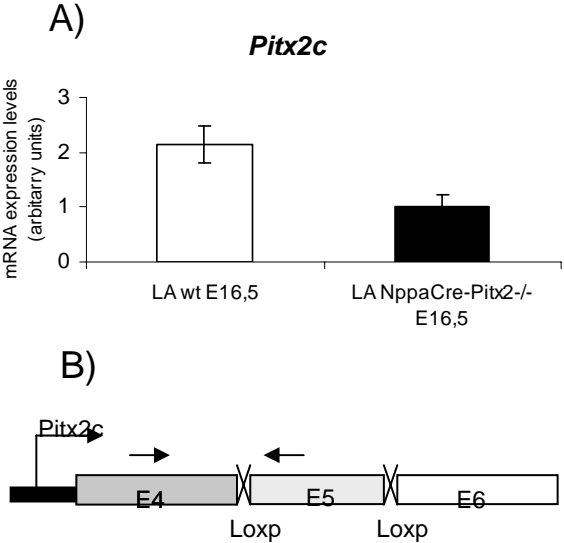 A)
Pitx2c
mRNA expression levels
(arbitarry units)
3
2
1
0
LA wt E16,5
LA NppaCre-Pitx2-/-
E16,5
B)
Pitx2c
E4
E5
E6
Loxp
Loxp